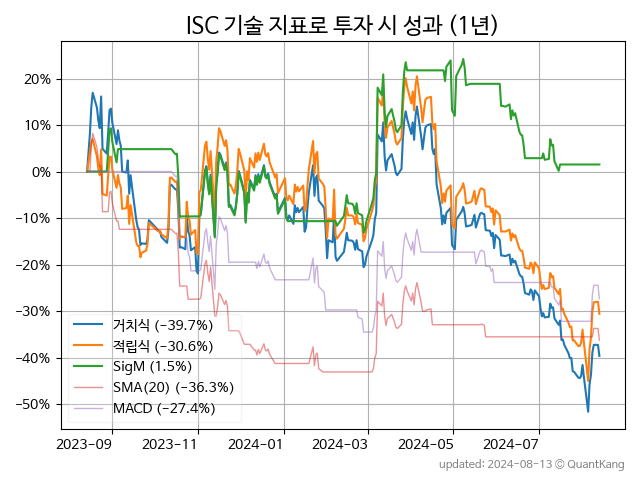 ISC 기술 지표로 투자 시 성과 (1년)
20%
10%
0%
−10%
−20%
−30%
−40%
−50%
거치식 (−39.7%)
적립식 (−30.6%)
SigM (1.5%)
SMA(20) (−36.3%)
MACD (−27.4%)
2023-09
2023-11
2024-01
2024-03
2024-05
2024-07
updated: 2024-08-13 © QuantKang